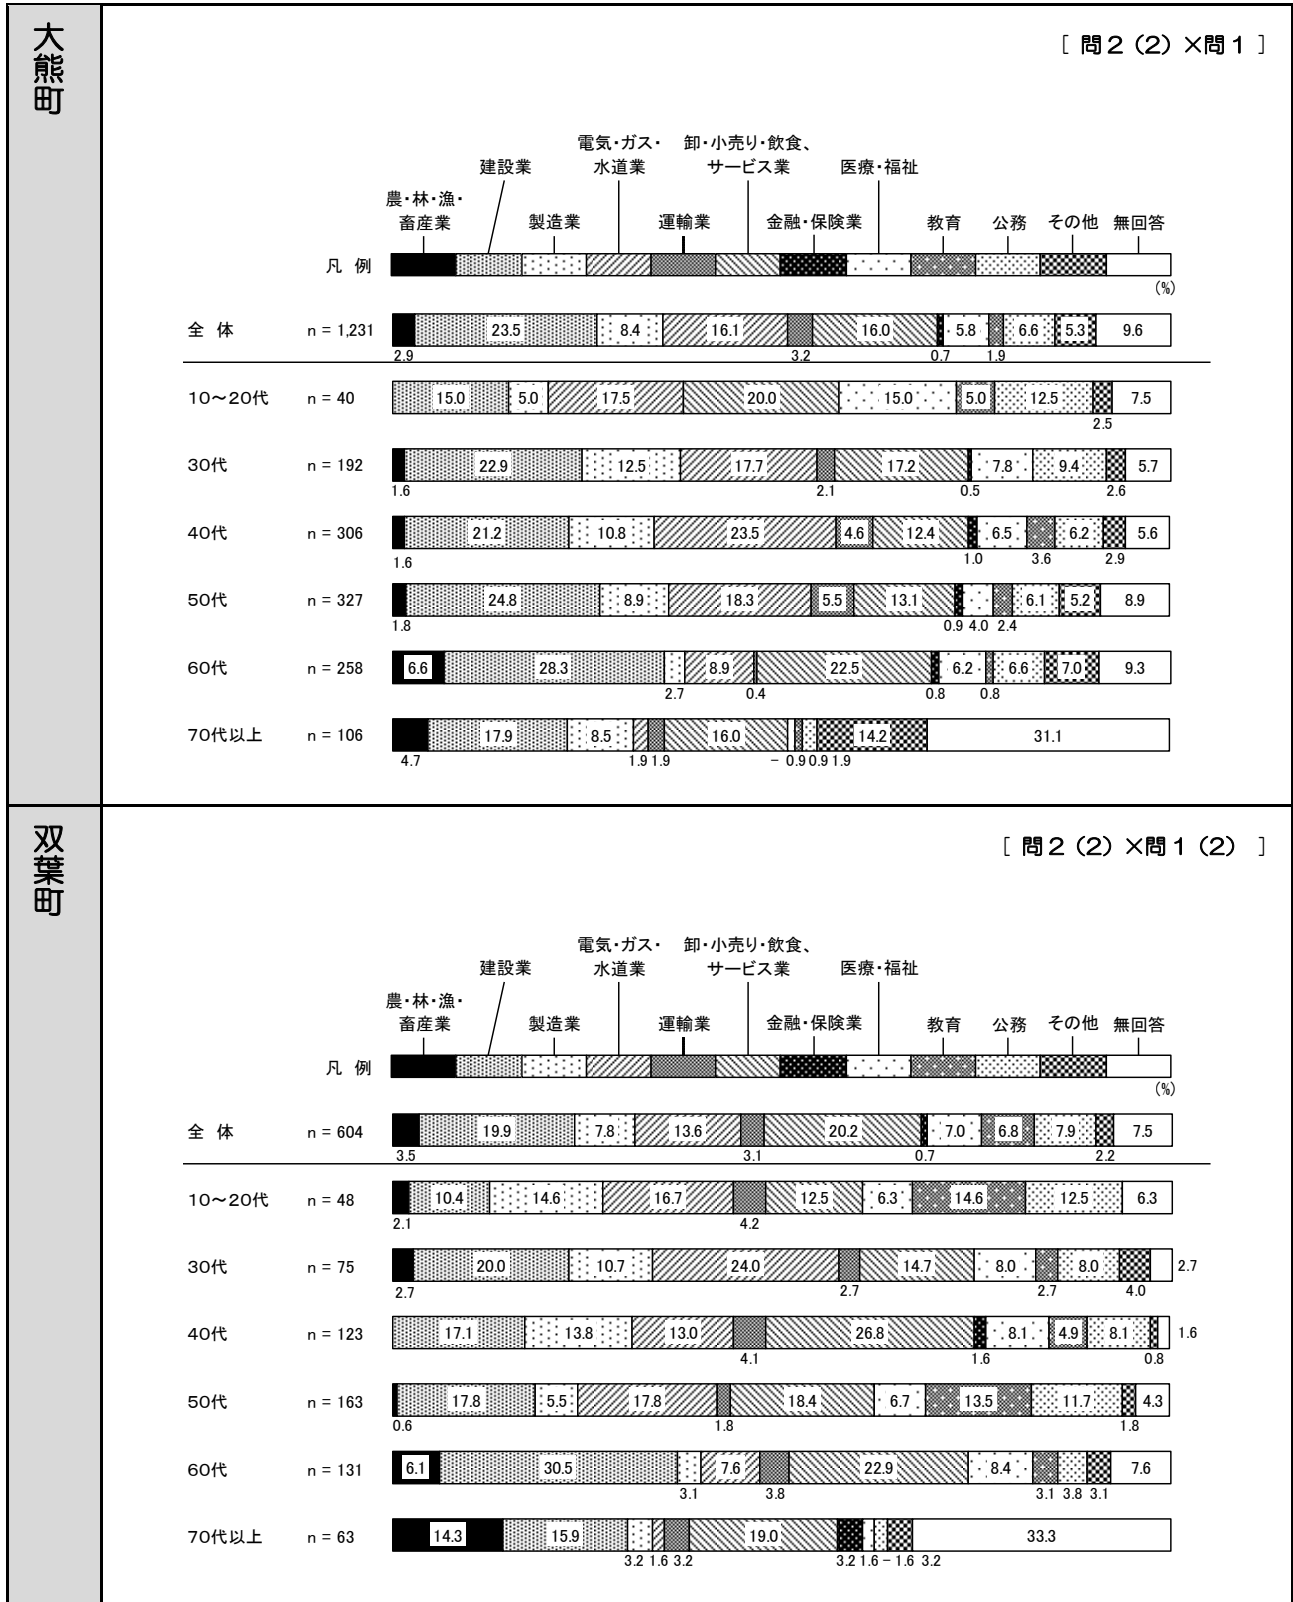 大熊町
[ 問2（2）×問1 ]
電気・ガス・ 卸・小売り・飲食、
建設業 水道業 サービス業 医療・福祉
農・林・漁・
畜産業 製造業 運輸業 金融・保険業 教育 公務 その他 無回答
凡 例
(%)
全 体 n = 1,231 23.5 8.4 16.1 16.0 5.8 6.6 5.3 9.6
2.9 3.2 0.7 1.9
10～20代 n = 40 15.0 5.0 17.5 20.0 15.0 5.0 12.5 7.5
2.5
30代 n = 192 22.9 12.5 17.7 17.2 7.8 9.4 5.7
1.6 2.1 0.5 2.6
40代 n = 306 21.2 10.8 23.5 4.6 12.4 6.5 6.2 5.6
1.6 1.0 3.6 2.9
50代 n = 327 24.8 8.9 18.3 5.5 13.1 6.1 5.2 8.9
1.8 0.9 4.0 2.4
60代 n = 258 6.6 28.3 8.9 22.5 6.2 6.6 7.0 9.3
2.7 0.4 0.8 0.8
70代以上 n = 106 17.9 8.5 16.0 14.2 31.1
4.7 1.9 1.9 － 0.9 0.9 1.9
双葉町
[ 問2（2）×問1（2） ]
電気・ガス・ 卸・小売り・飲食、
建設業 水道業 サービス業 医療・福祉
農・林・漁・
畜産業 製造業 運輸業 金融・保険業 教育 公務 その他 無回答
凡 例
(%)
全 体 n = 604 19.9 7.8 13.6 20.2 7.0 6.8 7.9 7.5
3.5 3.1 0.7 2.2
10～20代 n = 48 10.4 14.6 16.7 12.5 6.3 14.6 12.5 6.3
2.1 4.2
30代 n = 75 20.0 10.7 24.0 14.7 8.0 8.0 2.7
2.7 2.7 2.7 4.0
40代 n = 123 17.1 13.8 13.0 26.8 8.1 4.9 8.1 1.6
4.1 1.6 0.8
50代 n = 163 17.8 5.5 17.8 18.4 6.7 13.5 11.7 4.3
0.6 1.8 1.8
60代 n = 131 6.1 30.5 7.6 22.9 8.4 7.6
3.1 3.8 3.1 3.8 3.1
70代以上 n = 63 14.3 15.9 19.0 33.3
3.2 1.6 3.2 3.2 1.6 － 1.6 3.2